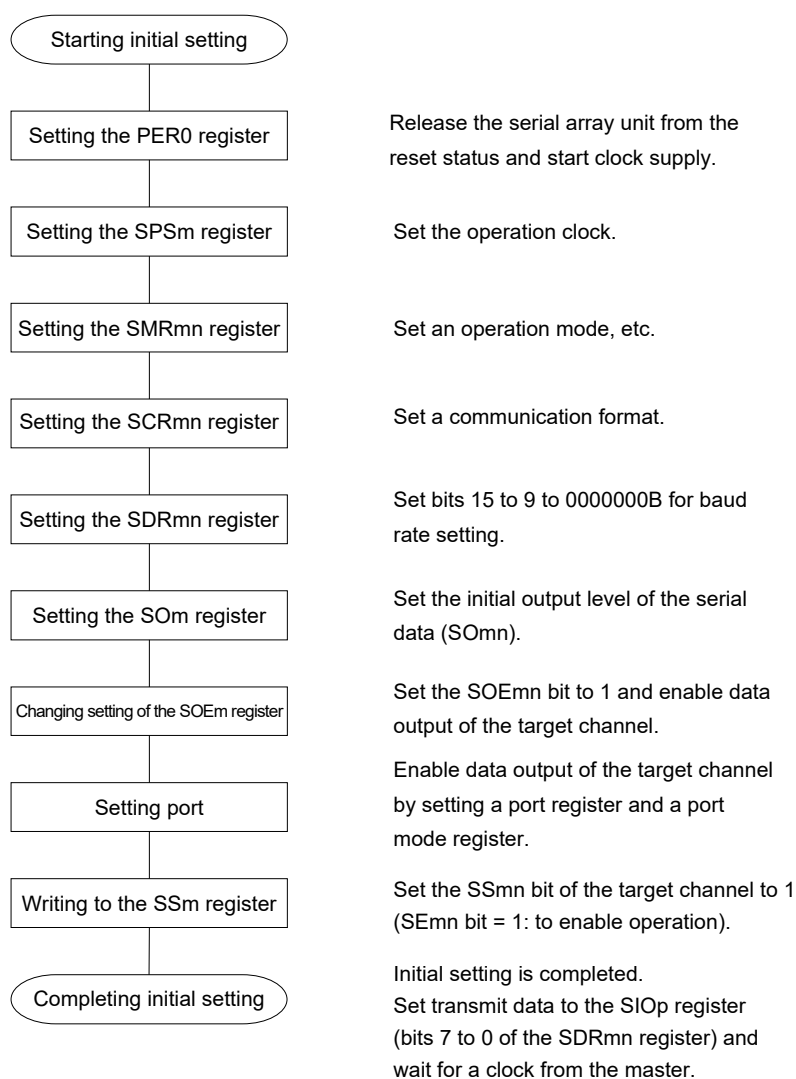 Starting initial setting
Setting the PER0 register
Release the serial array unit from the
reset status and start clock supply.
Setting the SPSm register
Set the operation clock.
Setting the SMRmn register
Set an operation mode, etc.
Setting the SCRmn register
Set a communication format.
Setting the SDRmn register
Set bits 15 to 9 to 0000000B for baud
rate setting.
Setting the SOm register
Set the initial output level of the serial
data (SOmn).
Changing setting of the SOEm register
Set the SOEmn bit to 1 and enable data
output of the target channel.
Setting port
Enable data output of the target channel
by setting a port register and a port
mode register.
Writing to the SSm register
Set the SSmn bit of the target channel to 1
(SEmn bit = 1: to enable operation).
Completing initial setting
Initial setting is completed.
Set transmit data to the SIOp register
(bits 7 to 0 of the SDRmn register) and
wait for a clock from the master.